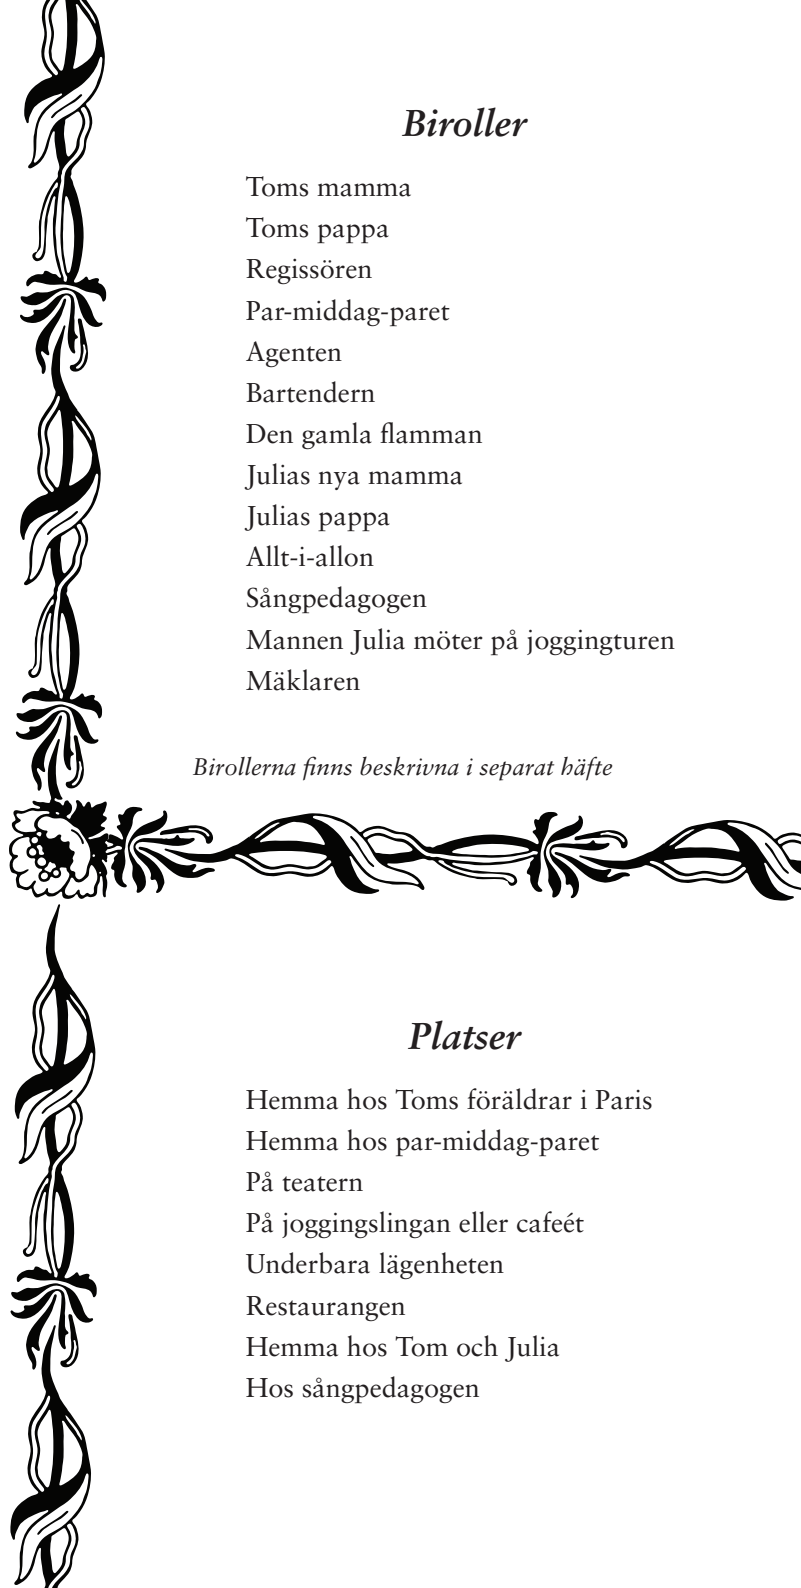 Biroller
Toms mamma
Toms pappa
Regissören
Par-middag-paret
Agenten
Bartendern
Den gamla flamman
Julias nya mamma
Julias pappa
Allt-i-allon
Sångpedagogen
Mannen Julia möter på joggingturen
Mäklaren
Birollerna finns beskrivna i separat häfte
Platser
Hemma hos Toms föräldrar i Paris
Hemma hos par-middag-paret
På teatern
På joggingslingan eller cafeét
Underbara lägenheten
Restaurangen
Hemma hos Tom och Julia
Hos sångpedagogen